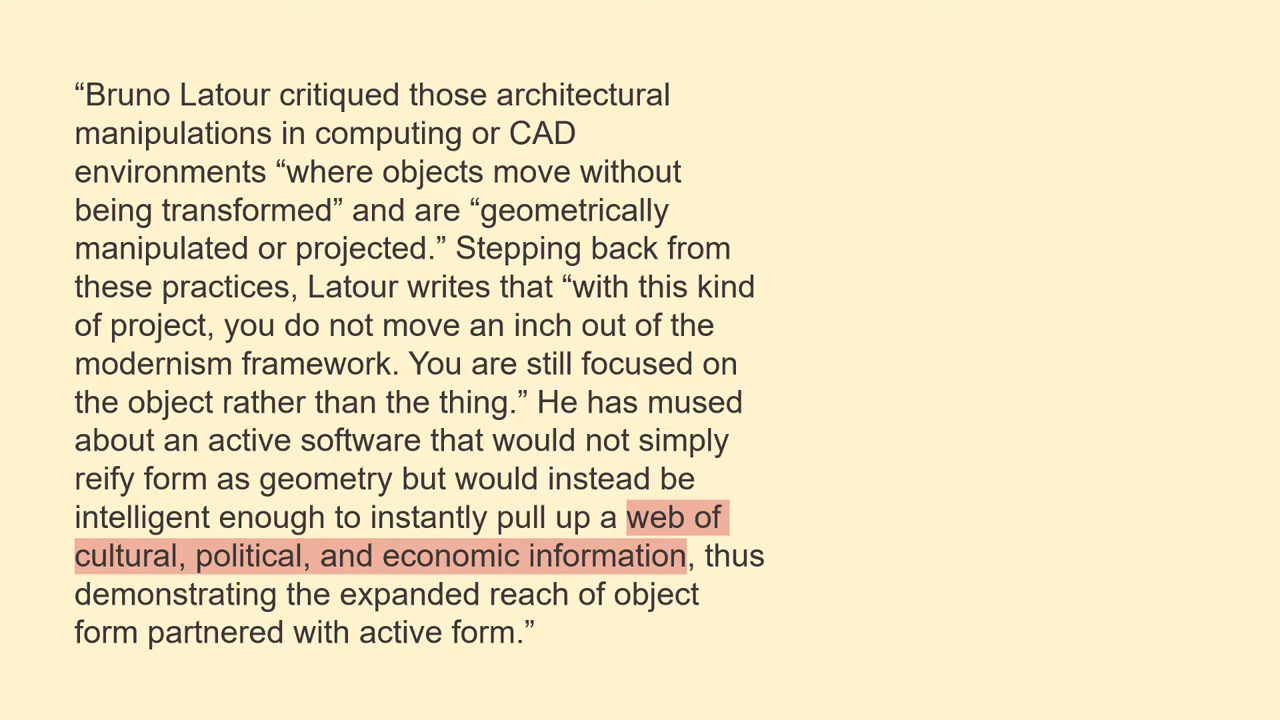 “Bruno Latour critiqued those architectural
manipulations in computing or CAD
environments “where objects move without
being transformed” and are “geometrically
manipulated or projected.” Stepping back from
these practices, Latour writes that “with this kind
of project, you do not move an inch out of the
modernism framework. You are still focused on
the object rather than the thing.” He has mused
about an active software that would not simply
reify form as geometry but would instead be
intelligent enough to instantly pull up a web of
cultural, political, and economic information, thus
demonstrating the expanded reach of object
form partnered with active form.”